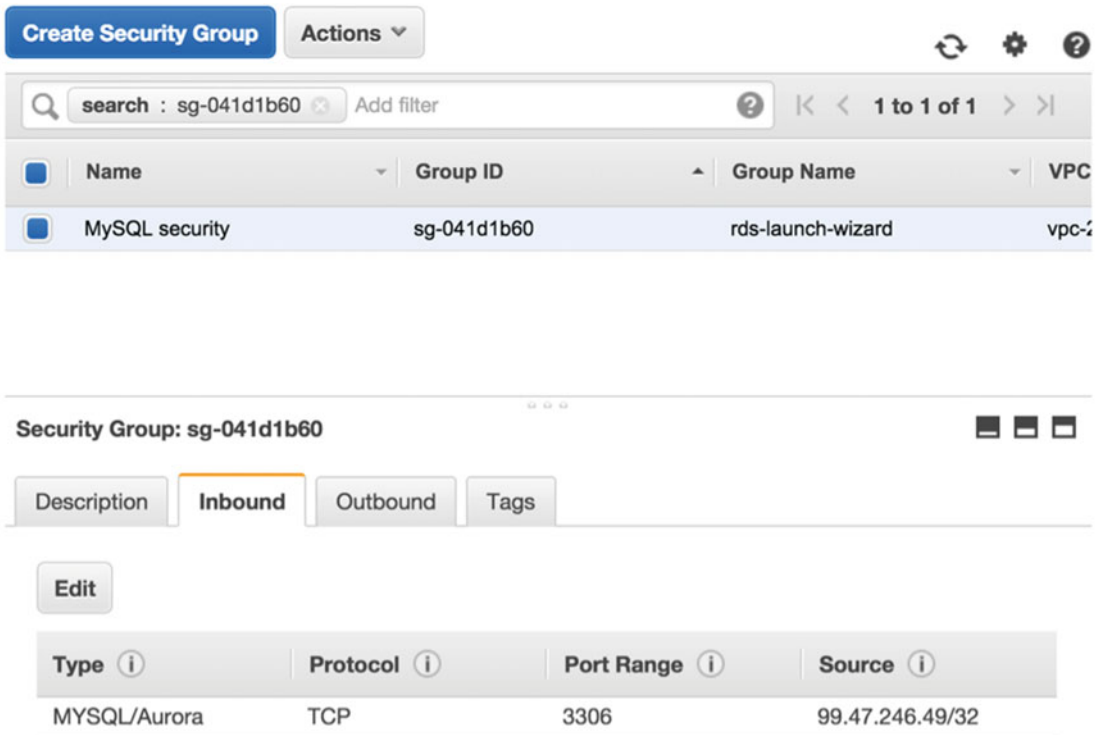 Create Security Group Actions
search : sg-041d1b60 Add filter 1 to 1 of 1
Name Group ID Group Name VPC
MySQL security sg-041d1b60 rds-launch-wizard vpc-2
Security Group: sg-041d1b60
Description Inbound Outbound Tags
Edit
Type Protocol Port Range Source
MYSQL/Aurora TCP 3306 99.47.246.49/32